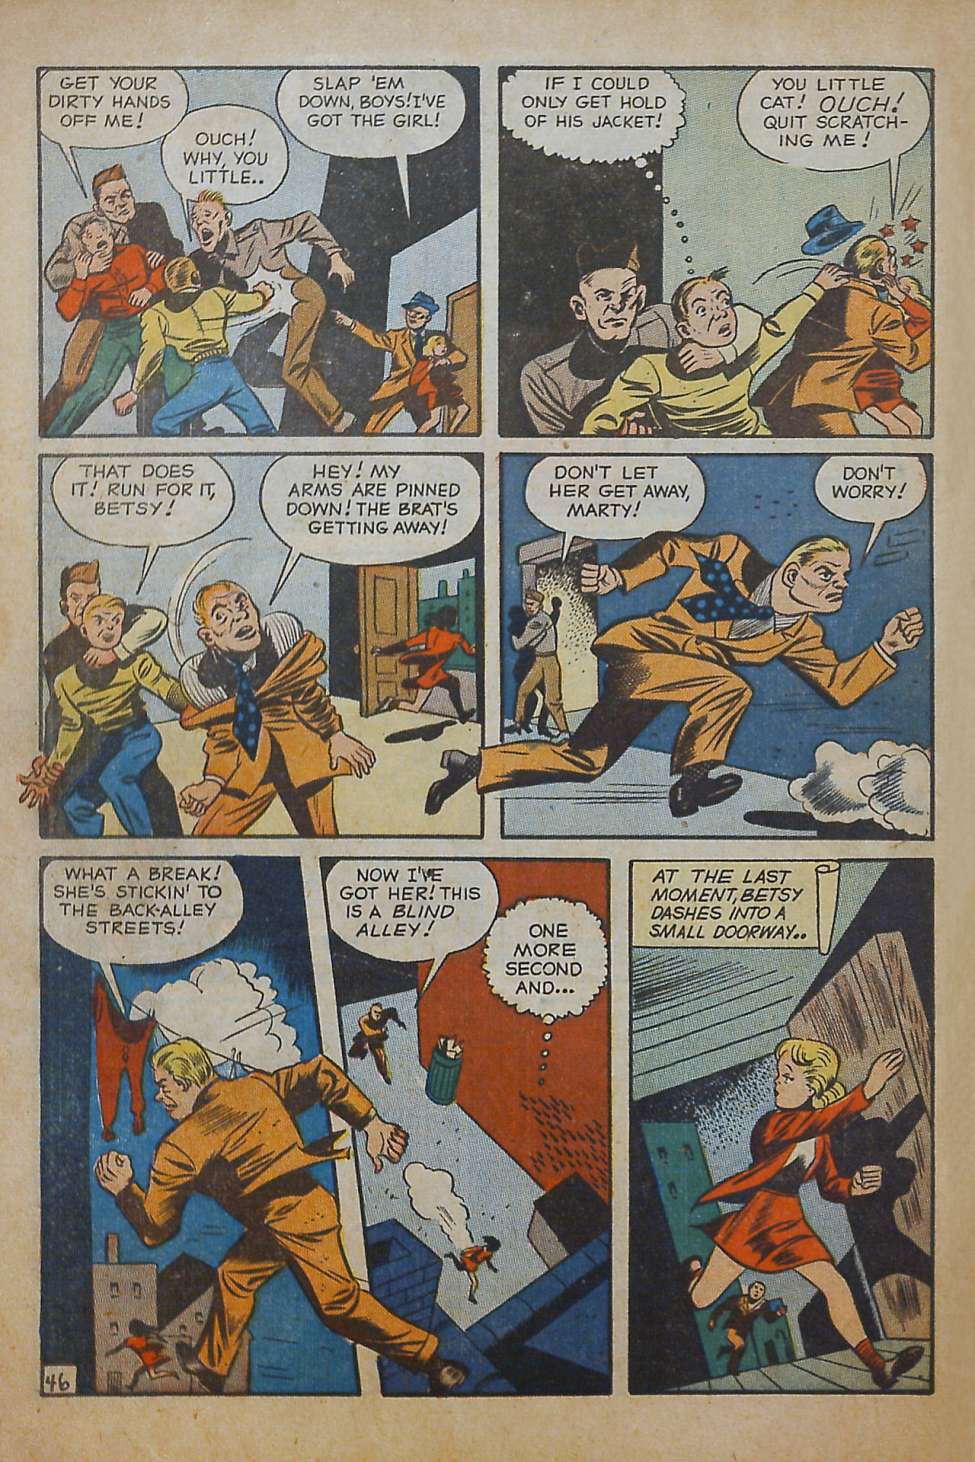 GET YOUR
DIRTY HANDS
OFF ME!
OUCH!
WHY, YOU
LITTLE..
SLAP 'EM
DOWN, BOYS! I'VE
GOT THE GIRL!
IF I COULD
ONLY GET HOLD
OF HIS JACKET!
YOU LITTLE
CAT! OUCH!
QUIT SCRATCH-
ING ME!
THAT DOES
IT! RUN FOR IT,
BETSY!
HEY! MY
ARMS ARE PINNED
DOWN! THE BRAT'S
GETTING AWAY!
DON'T LET
HER GET AWAY,
MARTY!
DON'T
WORRY!
WHAT A BREAK!
SHE'S STICKIN' TO
THE BACK-ALLEY
STREETS!
NOW I'VE
GOT HER! THIS
IS A BLIND
ALLEY!
ONE
MORE
SECOND
AND...
AT THE LAST
MOMENT, BETSY
DASHES INTO A
SMALL DOORWAY..
46